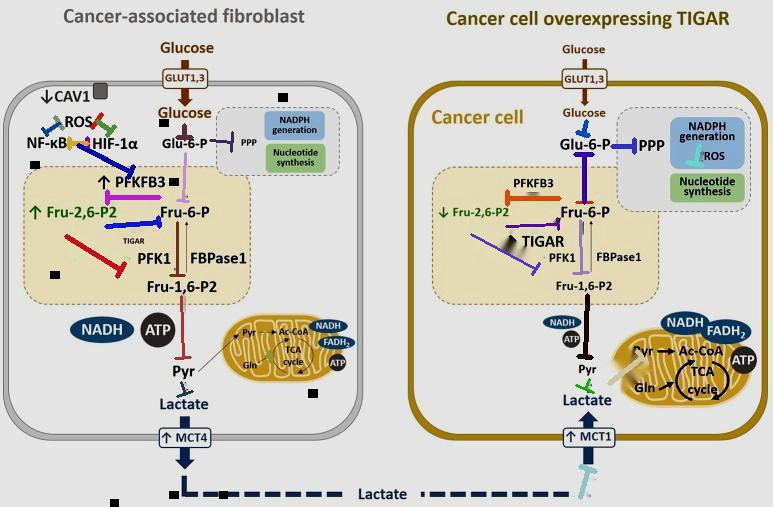 Cancer-associated fibroblast
Glucose
GLUT1,3
↓CAV1
Glucose
ROS
NF-κB HIF-1α
Glu-6-P
PPP
NADPH
generation
Nucleotide
synthesis
↑ PFKFB3
↑ Fru-2,6-P2
Fru-6-P
TIGAR
PFK1
FBPase1
Fru-1,6-P2
NADH
ATP
Pyr
Lactate
Pyr
Ac-CoA
Gln
TCA
cycle
NADH
FADH2
ATP
↑ MCT4
Lactate
Cancer cell overexpressing TIGAR
Glucose
GLUT1,3
Glucose
Cancer cell
Glu-6-P
PPP
NADPH
generation
↓ROS
Nucleotide
synthesis
PFKFB3
↓ Fru-2,6-P2
Fru-6-P
TIGAR
PFK1
FBPase1
Fru-1,6-P2
NADH
ATP
Pyr
Lactate
Pyr
Ac-CoA
Gln
TCA
cycle
NADH
FADH2
ATP
↑ MCT1